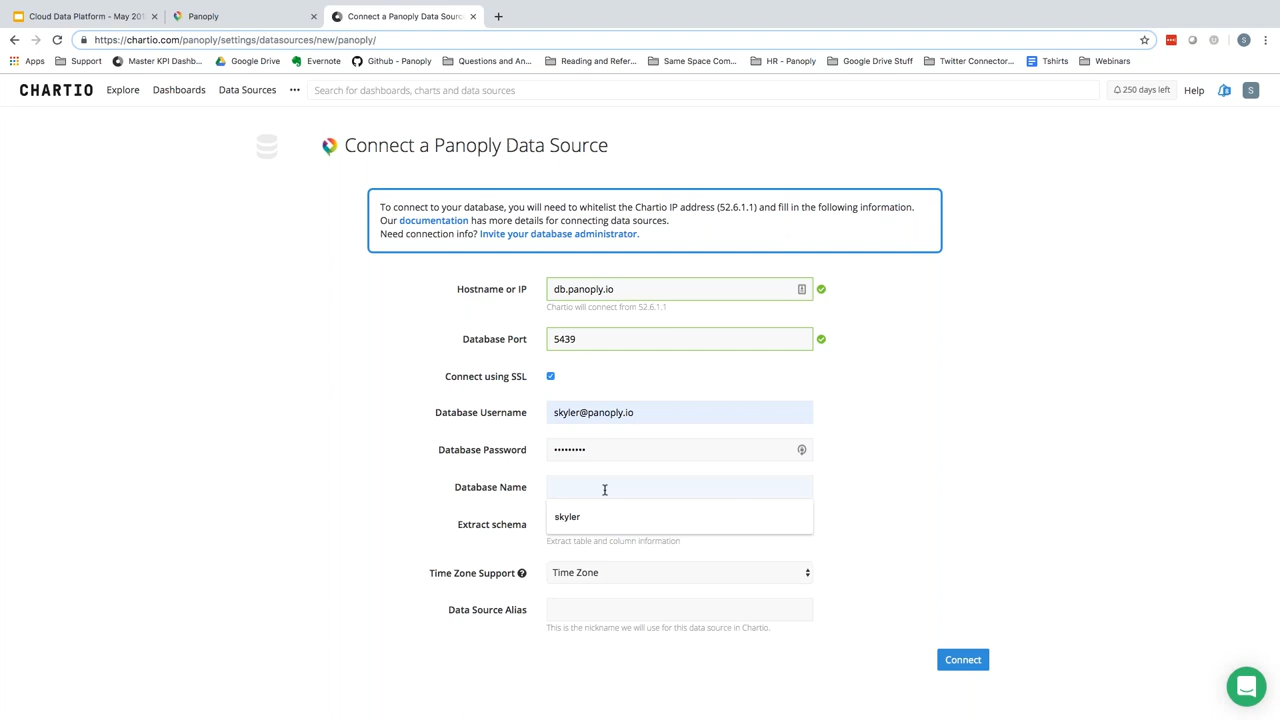 Cloud Data Platform - May 201
Panoply
Connect a Panoply Data Sourc
https://chartio.com/panoply/settings/datasources/new/panoply/
S
Apps
Support
Master KPI Dashb...
Google Drive
Evernote
Github - Panoply
Questions and An...
Reading and Refer...
Same Space Com...
HR - Panoply
Google Drive Stuff
Twitter Connector...
Tshirts
Webinars
CHARTIO
Explore
Dashboards
Data Sources
Search for dashboards, charts and data sources
250 days left
Help
S
Connect a Panoply Data Source
To connect to your database, you will need to whitelist the Chartio IP address (52.6.1.1) and fill in the following information.
Our documentation has more details for connecting data sources.
Need connection info? Invite your database administrator.
Hostname or IP
db.panoply.io
Chartio will connect from 52.6.1.1
Database Port
5439
Connect using SSL
Database Username
skyler@panoply.io
Database Password
•••••••••
Database Name
skyler
Extract schema
Extract table and column information
Time Zone Support
Time Zone
Data Source Alias
This is the nickname we will use for this data source in Chartio.
Connect